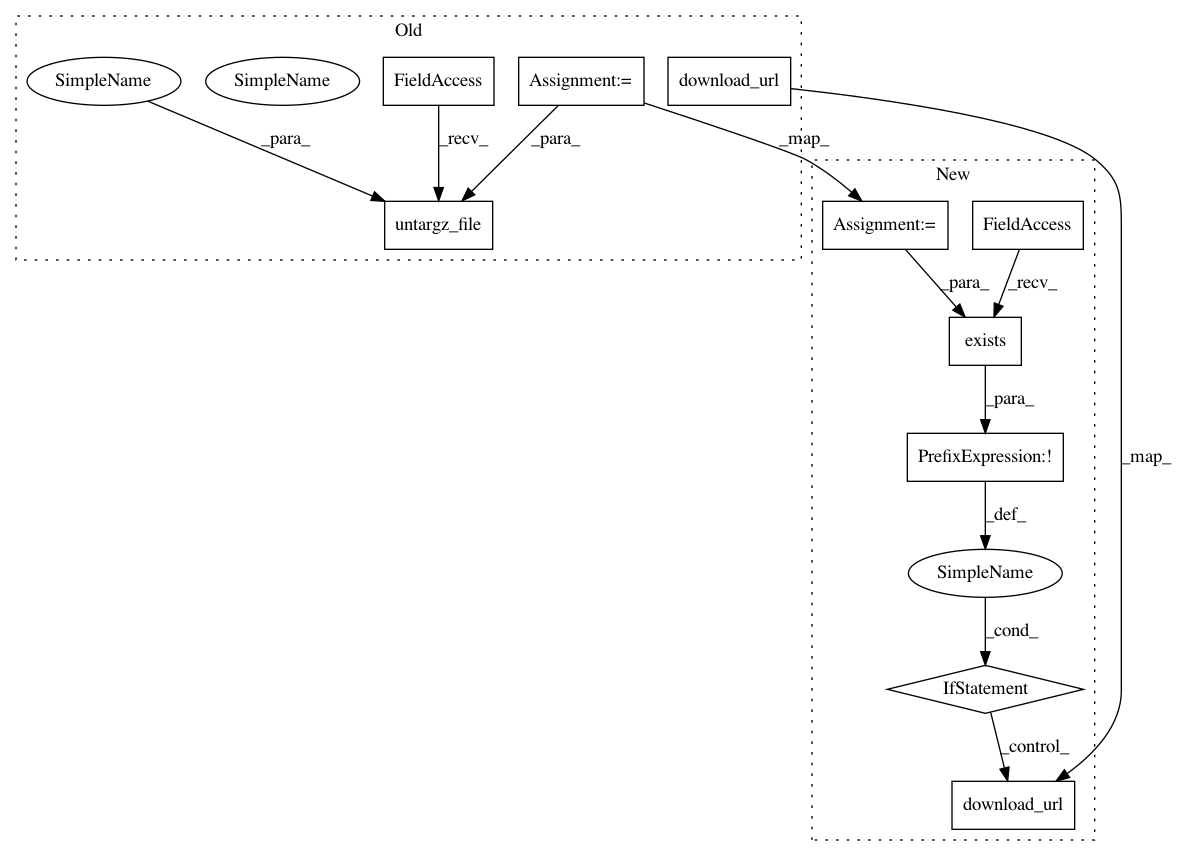 Old
SimpleName
SimpleName
FieldAccess
Assignment:=
download_url
_para_
_recv_
_para_
_map_
New
untargz_file
Assignment:=
FieldAccess
_para_
_recv_
exists
_para_
PrefixExpression:!
_map_
_def_
SimpleName
_cond_
IfStatement
_control_
download_url